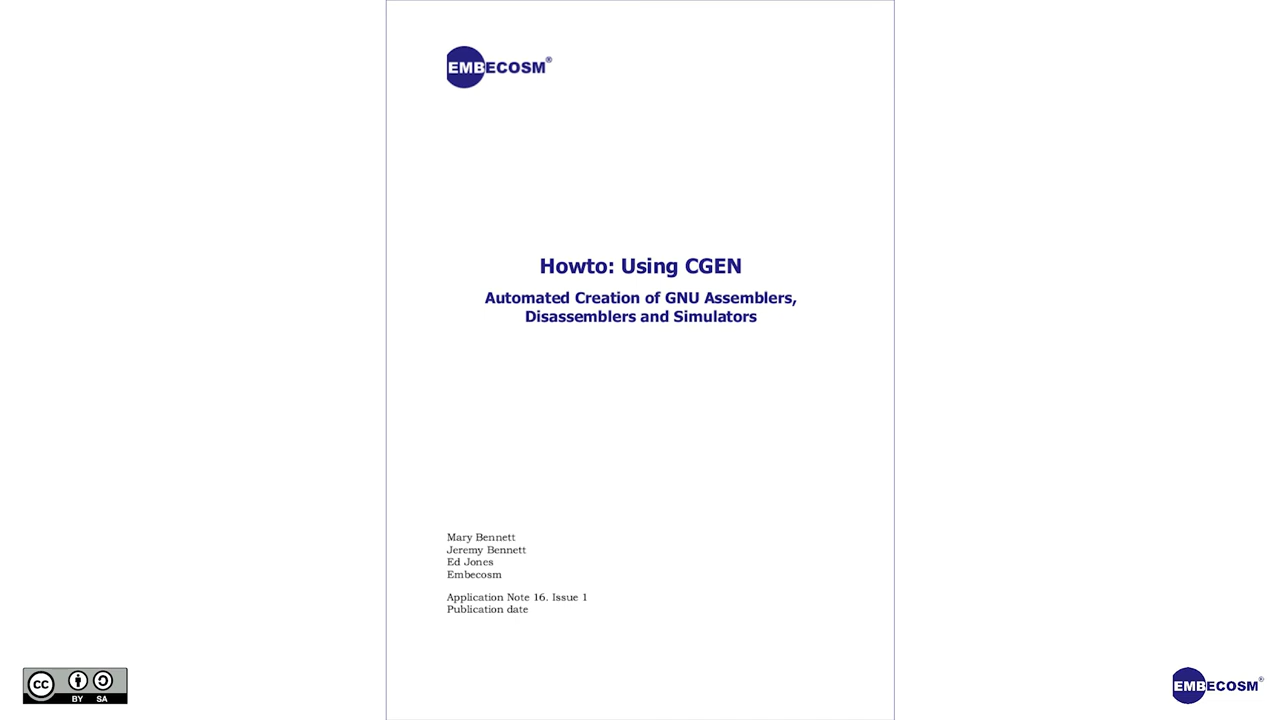 EMBECOSM®
Howto: Using CGEN
Automated Creation of GNU Assemblers,
Disassemblers and Simulators
Mary Bennett
Jeremy Bennett
Ed Jones
Embecosm
Application Note 16. Issue 1
Publication date
cc
BY SA
EMBECOSM®